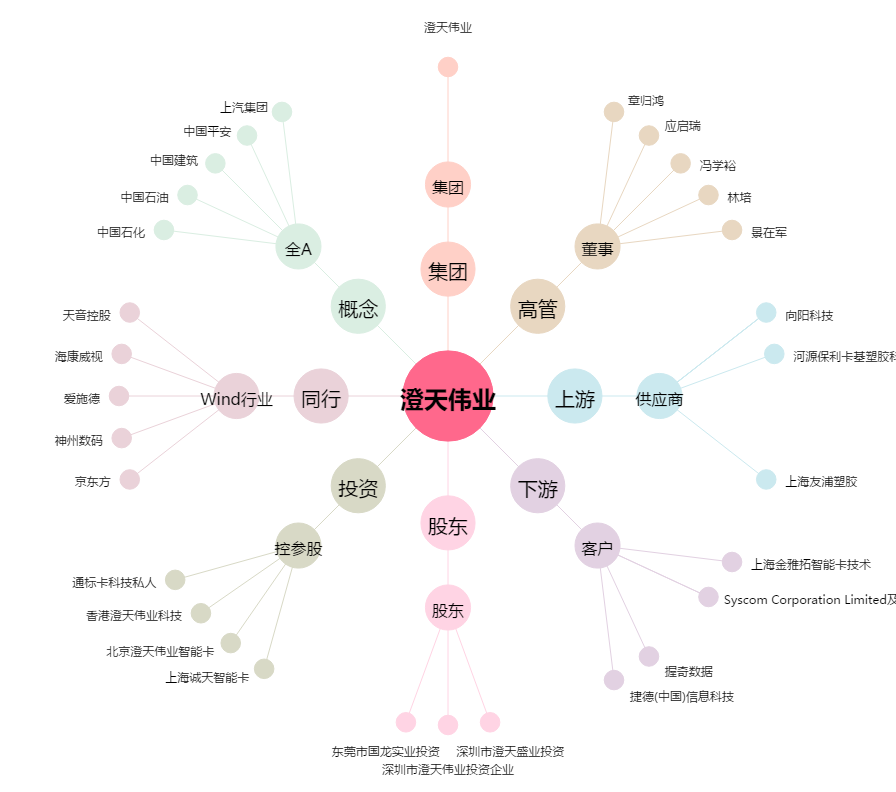 澄天伟业
集团
集团
上汽集团
中国平安
中国建筑
中国石油
中国石化
全A
概念
章归鸿
应启瑞
冯学裕
林培
景在军
董事
高管
天音控股
海康威视
爱施德
神州数码
京东方
Wind行业
同行
澄天伟业
上游
供应商
向阳科技
河源保利卡基塑胶科
上海友浦塑胶
投资
控参股
通标卡科技私人
香港澄天伟业科技
北京澄天伟业智能卡
上海诚天智能卡
下游
客户
上海金雅拓智能卡技术
Syscom Corporation Limited及
握奇数据
捷德(中国)信息科技
股东
股东
东莞市国龙实业投资
深圳市澄天盛业投资
深圳市澄天伟业投资企业